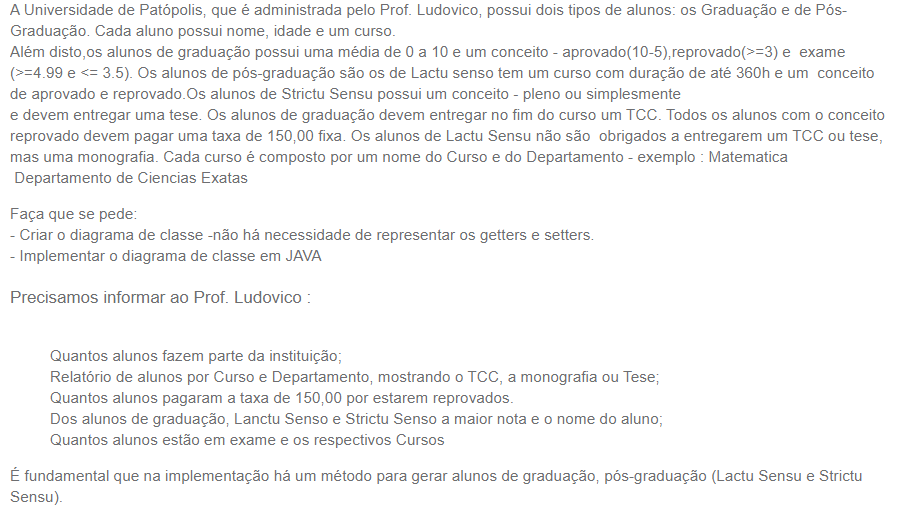 A Universidade de Patópolis, que é administrada pelo Prof. Ludovico, possui dois tipos de alunos: os Graduação e de Pós-
Graduação. Cada aluno possui nome, idade e um curso.
Além disto,os alunos de graduação possui uma média de 0 a 10 e um conceito - aprovado(10-5),reprovado(>=3) e  exame
(>=4.99 e <= 3.5). Os alunos de pós-graduação são os de Lactu senso tem um curso com duração de até 360h e um  conceito
de aprovado e reprovado.Os alunos de Strictu Sensu possui um conceito - pleno ou simplesmente
e devem entregar uma tese. Os alunos de graduação devem entregar no fim do curso um TCC. Todos os alunos com o conceito
reprovado devem pagar uma taxa de 150,00 fixa. Os alunos de Lactu Sensu não são  obrigados a entregarem um TCC ou tese,
mas uma monografia. Cada curso é composto por um nome do Curso e do Departamento - exemplo : Matematica
Departamento de Ciencias Exatas
Faça que se pede:
- Criar o diagrama de classe -não há necessidade de representar os getters e setters.
- Implementar o diagrama de classe em JAVA
Precisamos informar ao Prof. Ludovico :
Quantos alunos fazem parte da instituição;
Relatório de alunos por Curso e Departamento, mostrando o TCC, a monografia ou Tese;
Quantos alunos pagaram a taxa de 150,00 por estarem reprovados.
Dos alunos de graduação, Lanctu Senso e Strictu Senso a maior nota e o nome do aluno;
Quantos alunos estão em exame e os respectivos Cursos
É fundamental que na implementação há um método para gerar alunos de graduação, pós-graduação (Lactu Sensu e Strictu
Sensu).